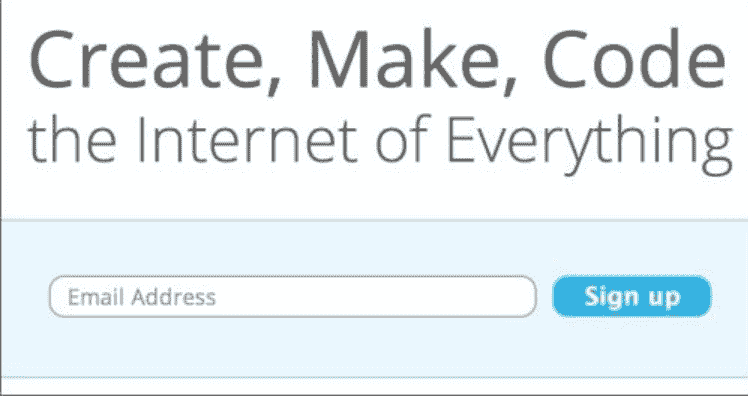 Create, Make, Code
the Internet of Everything
Email Address
Sign up